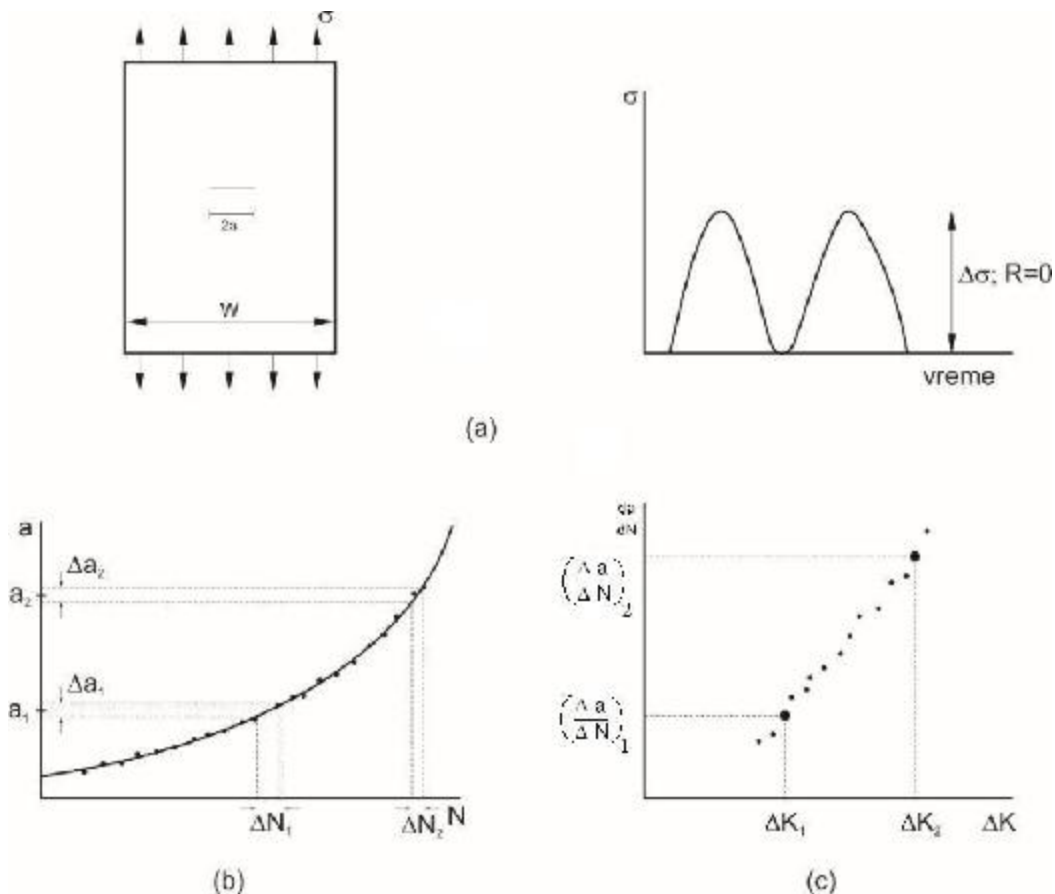 σ
2a
w
σ
Δσ; R=0
vreme
(a)
a
Δa₂
a₂
Δa₁
a₁
ΔN₁
ΔN₂
N
(b)
da
dN
(Δa/ΔN)₂
(Δa/ΔN)₁
ΔK₁
ΔK₂
ΔK
(c)